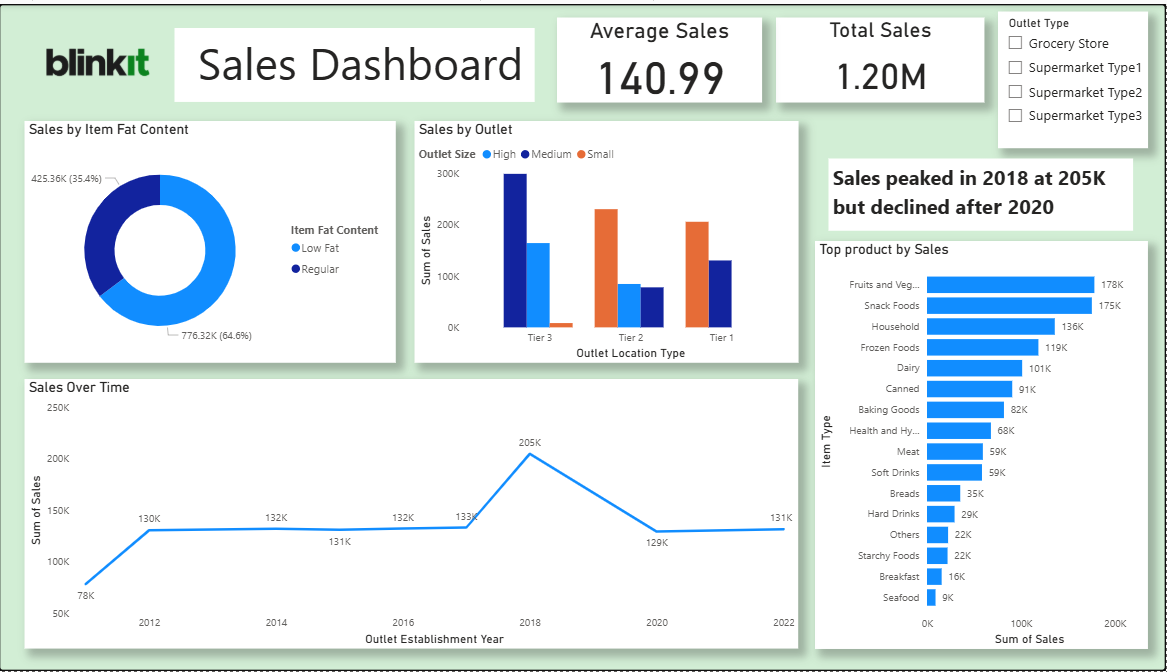 blinkit
Sales Dashboard
Average Sales
140.99
Total Sales
1.20M
Outlet Type
Grocery Store
Supermarket Type1
Supermarket Type2
Supermarket Type3
Sales by Item Fat Content
425.36K (35.4%)
776.32K (64.6%)
Item Fat Content
Low Fat
Regular
Sales by Outlet
Outlet Size High Medium Small
Sum of Sales
300K
200K
100K
0K
Tier 3 Tier 2 Tier 1
Outlet Location Type
Sales peaked in 2018 at 205K
but declined after 2020
Top product by Sales
Item Type
Fruits and Veg... 178K
Snack Foods 175K
Household 136K
Frozen Foods 119K
Dairy 101K
Canned 91K
Baking Goods 82K
Health and Hy... 68K
Meat 59K
Soft Drinks 59K
Breads 35K
Hard Drinks 29K
Others 22K
Starchy Foods 22K
Breakfast 16K
Seafood 9K
0K 100K 200K
Sum of Sales
Sales Over Time
Sum of Sales
250K
200K
150K
100K
50K
78K
130K
132K
131K
132K
133K
205K
129K
131K
2012 2014 2016 2018 2020 2022
Outlet Establishment Year